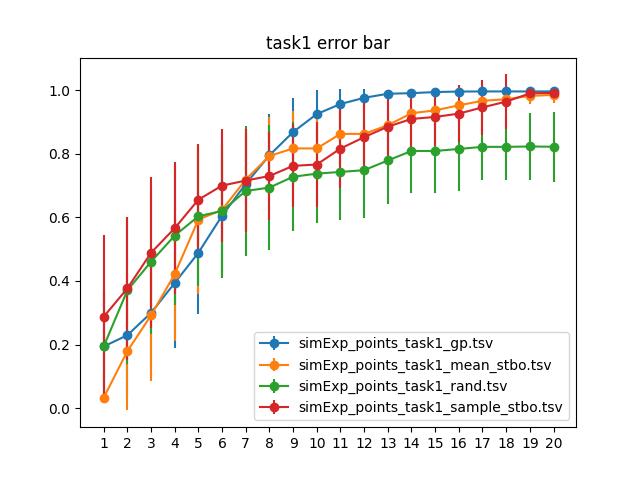 task1 error bar
1.0
0.8
0.6
0.4
0.2
0.0
simExp_points_task1_gp.tsv
simExp_points_task1_mean_stbo.tsv
simExp_points_task1_rand.tsv
simExp_points_task1_sample_stbo.tsv
1 2 3 4 5 6 7 8 9 10 11 12 13 14 15 16 17 18 19 20